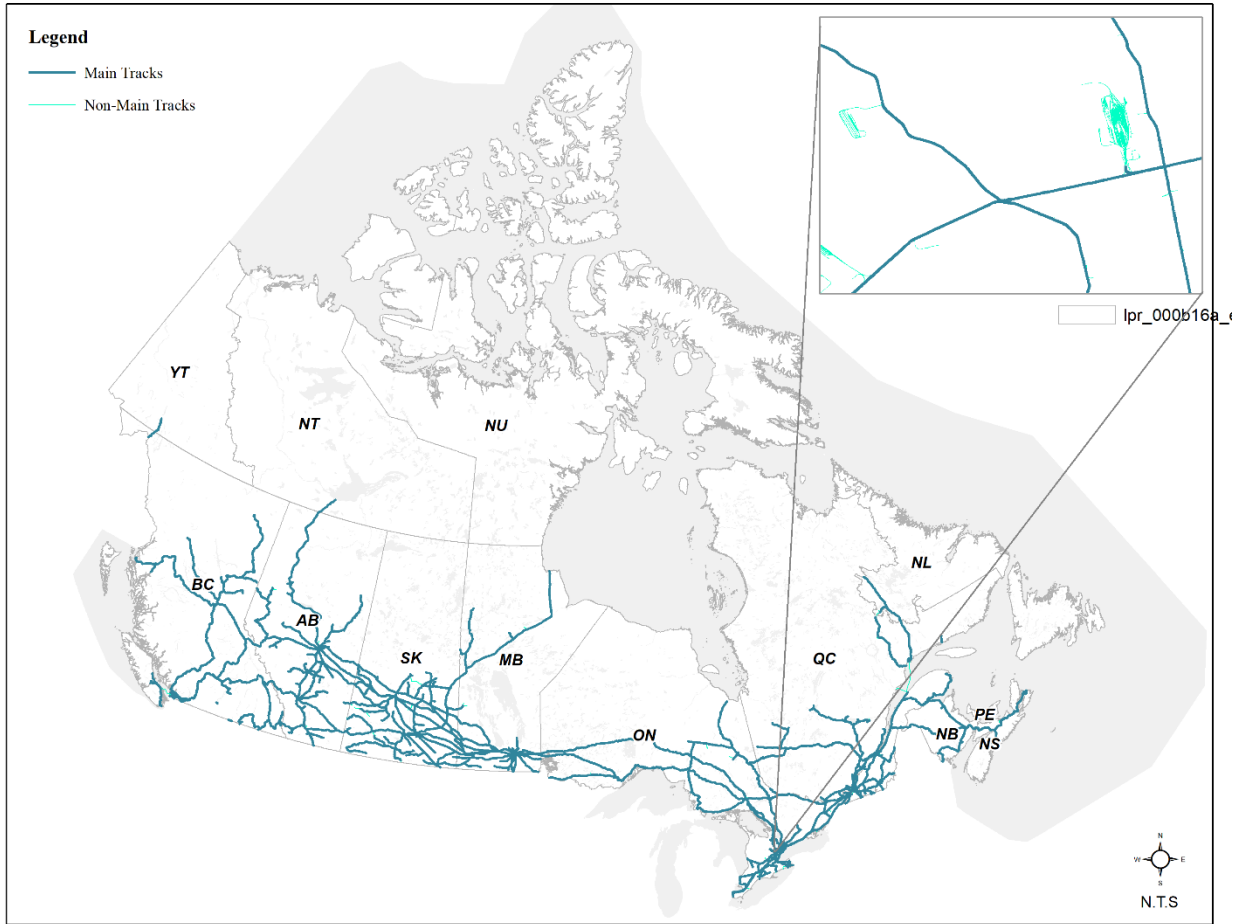 Legend
Main Tracks
Non-Main Tracks
lpr_000b16a_e
YT
NT
NU
NL
BC
AB
SK
MB
QC
ON
PE
NB
NS
N
W
E
S
N.T.S